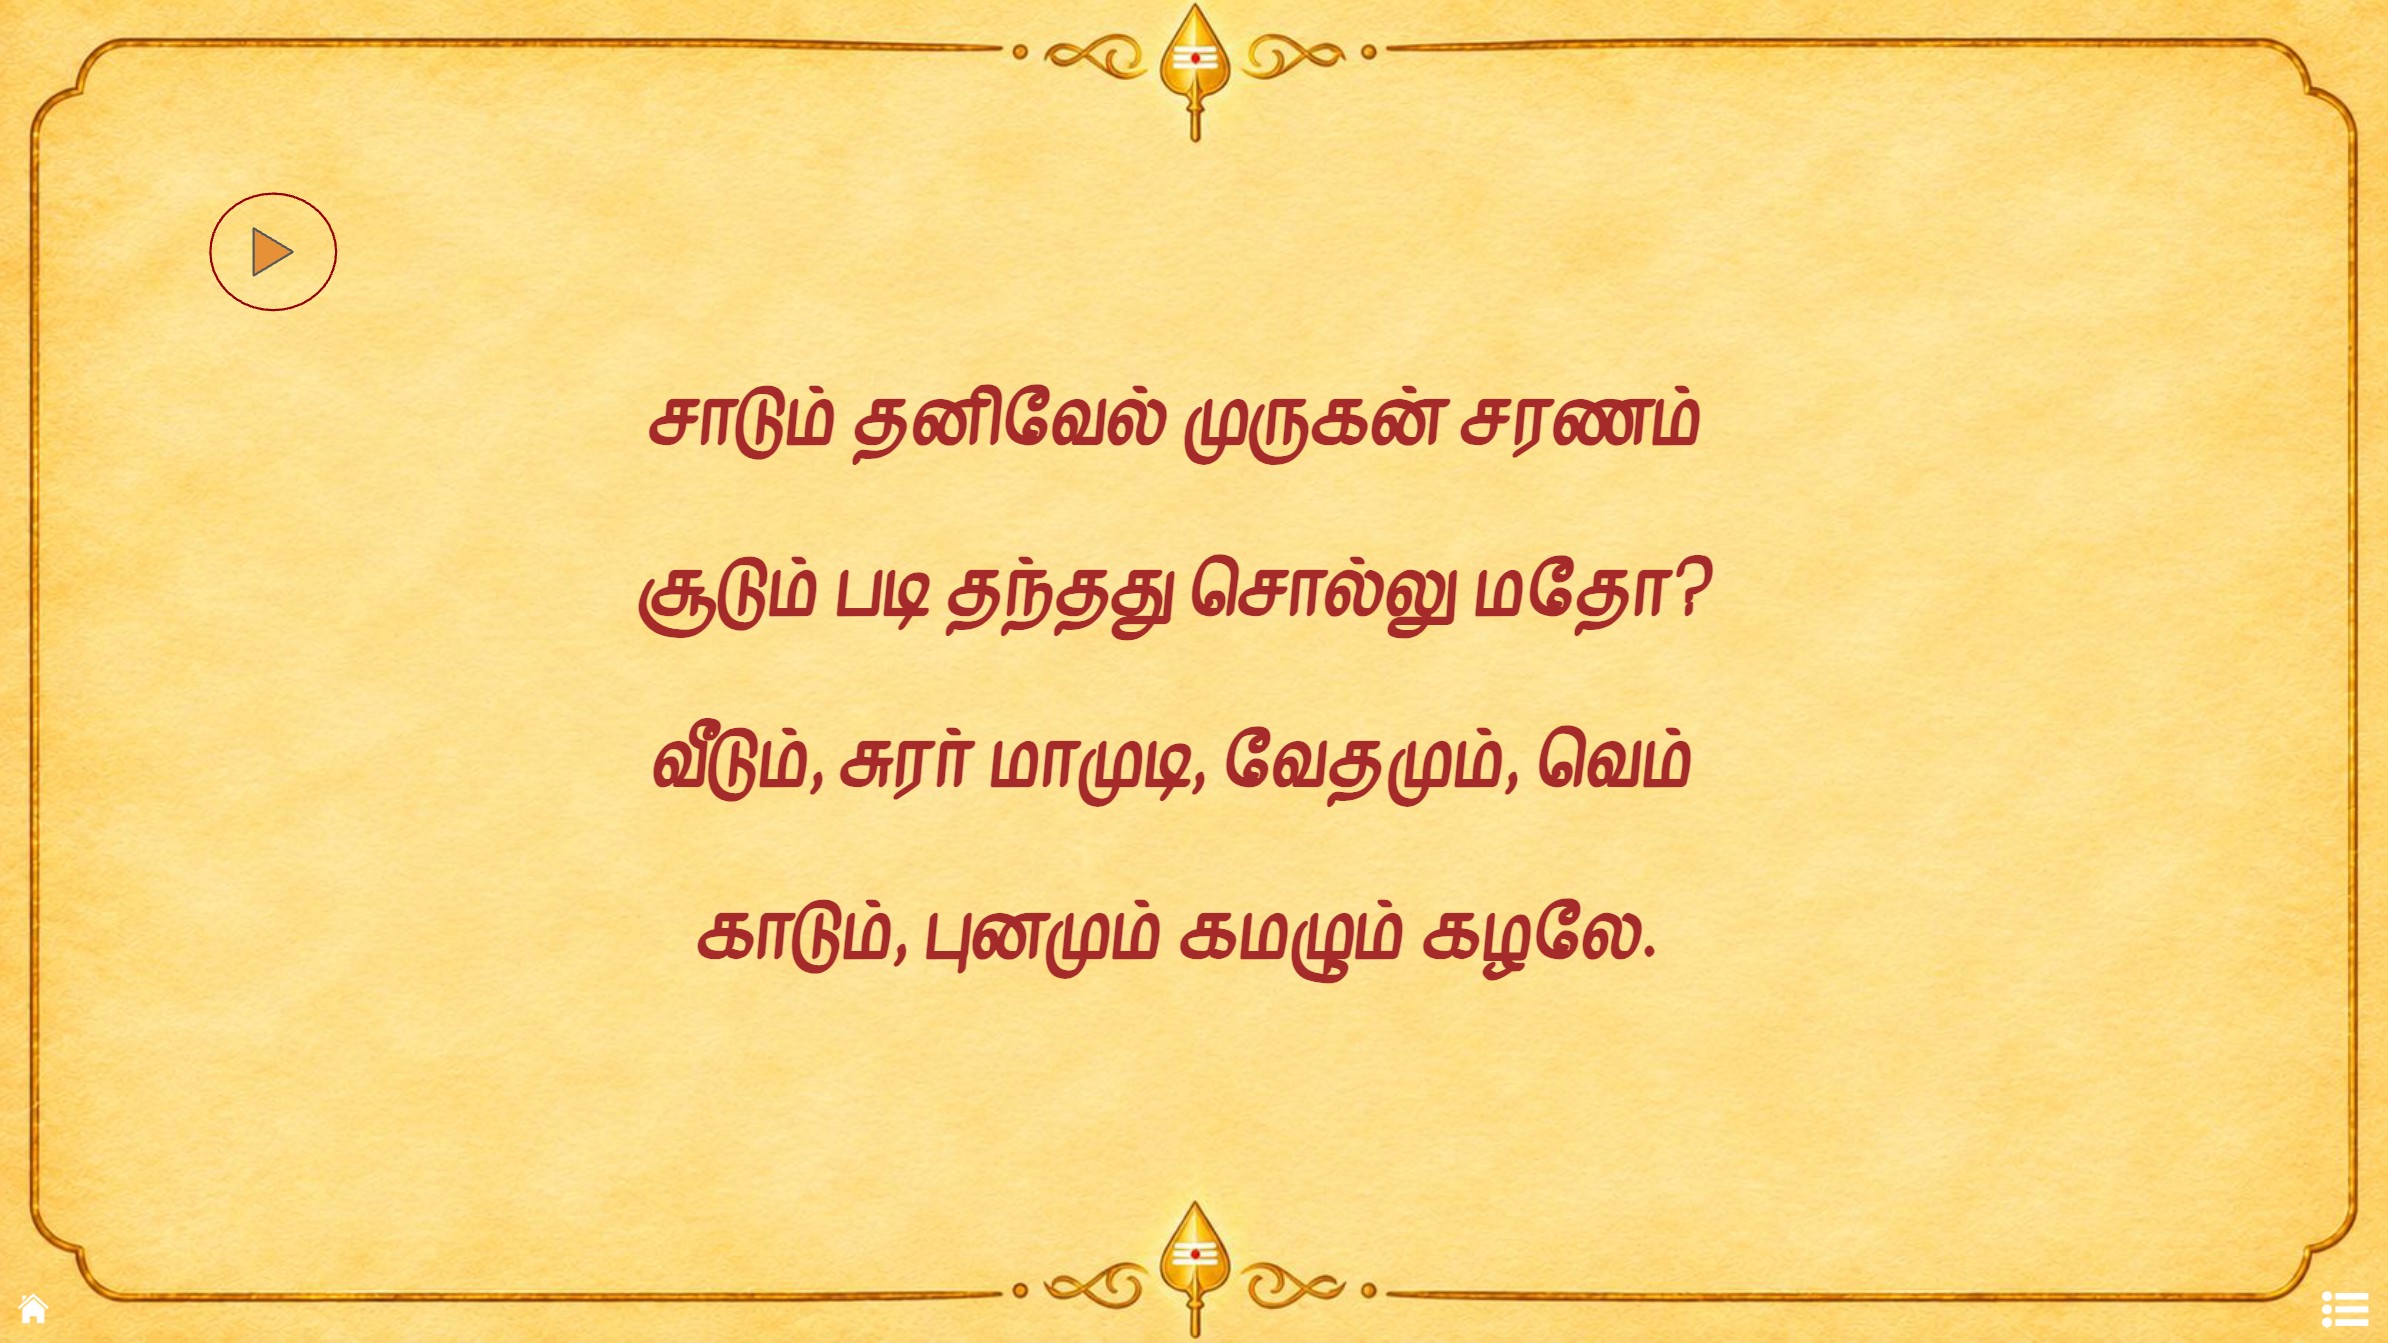 சாடும் தனிவேல் முருகன் சரணம்
சூடும் படி தந்தது சொல்லு மதோ?
வீடும், சுரர் மாமுடி, வேதமும், வெம்
காடும், புனமும் கமழும் கழலே.